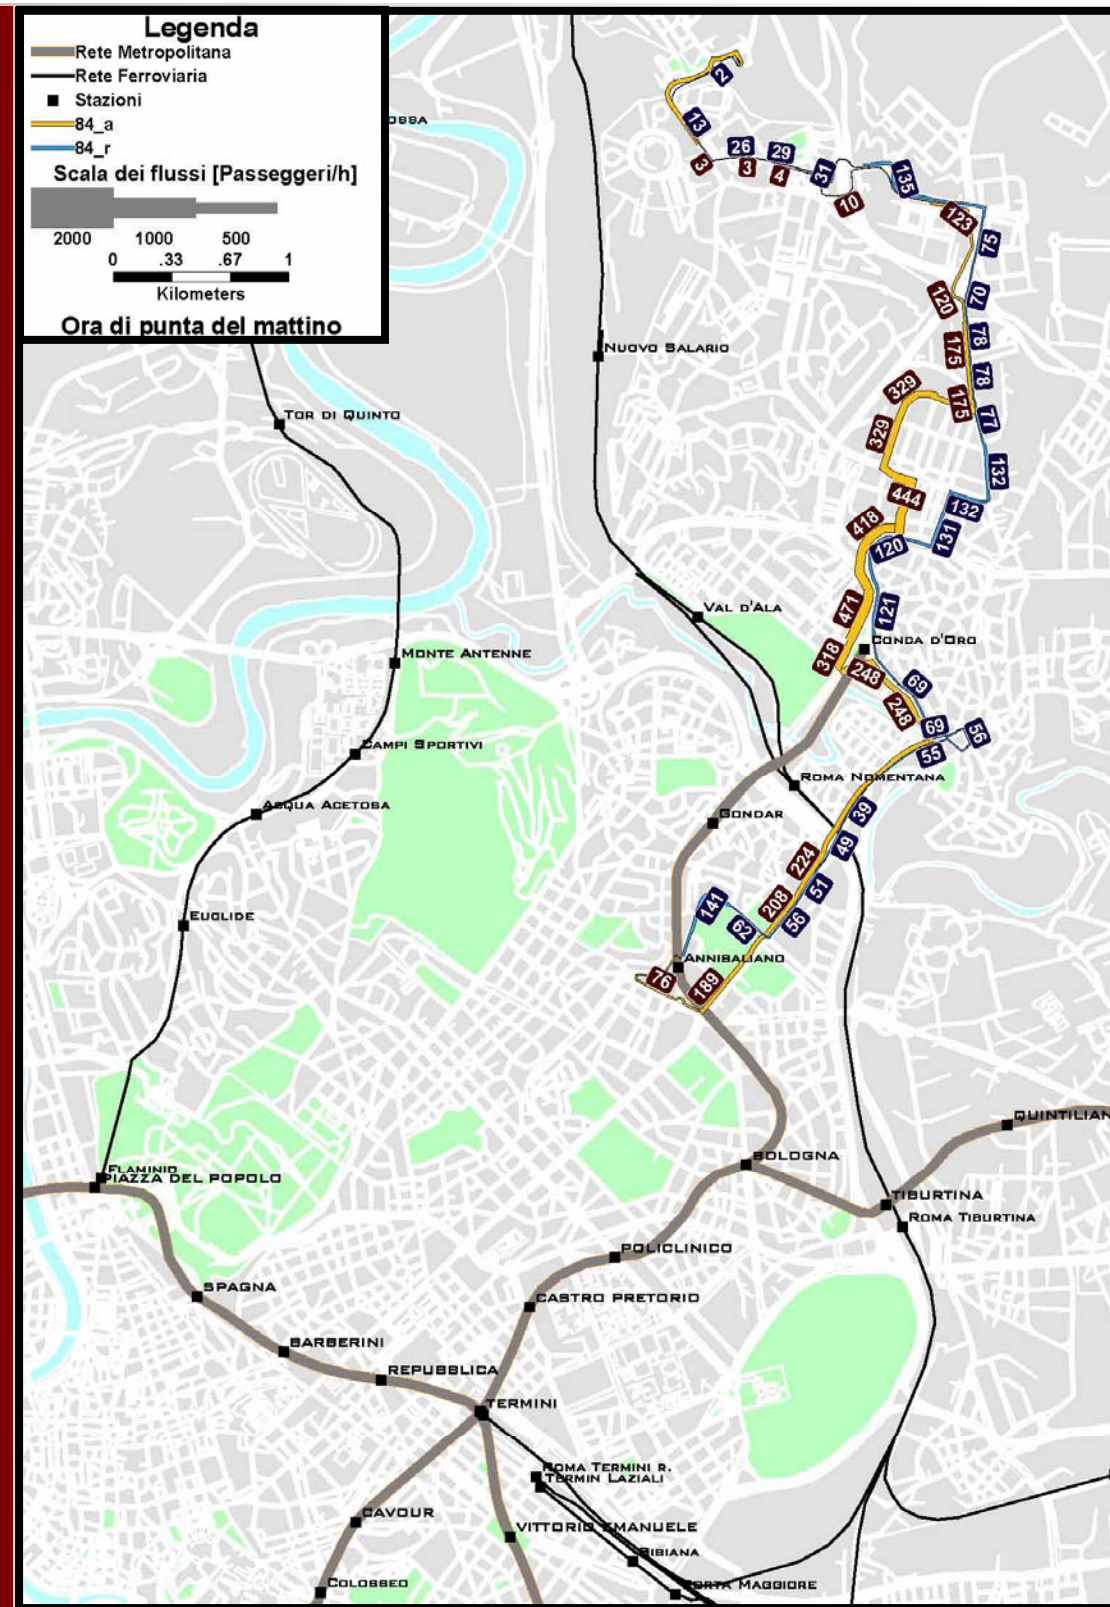 Legenda
Rete Metropolitana
Rete Ferroviaria
Stazioni
84_a
84_r
Scala dei flussi [Passeggeri/h]
2000 1000 500
0 .33 .67 1
Kilometers
Ora di punta del mattino
OSSA
2
13
26
29
3
3
4
31
10
135
123
75
120
70
78
175
NUOVO SALARIO
78
329
175
77
TOR DI QUINTO
329
132
444
132
418
131
120
471
121
VAL D'ALA
CONCA D'ORO
MONTE ANTENNE
318
248
69
248
69
56
55
CAMPI SPORTIVI
ROMA NOMENTANA
ACQUA ACETOSA
GONDAR
39
49
224
51
141
208
EUCLIDE
62
56
ANNIBALIANO
76
189
QUINTILIAN
BOLOGNA
FLAMINIO
PIAZZA DEL POPOLO
TIBURTINA
ROMA TIBURTINA
POLICLINICO
SPAGNA
CASTRO PRETORIO
BARBERINI
REPUBBLICA
TERMINI
ROMA TERMINI R.
TERMIN LAZIALI
CAVOUR
VITTORIO EMANUELE
BIBIANA
COLOSSEO
PORTA MAGGIORE